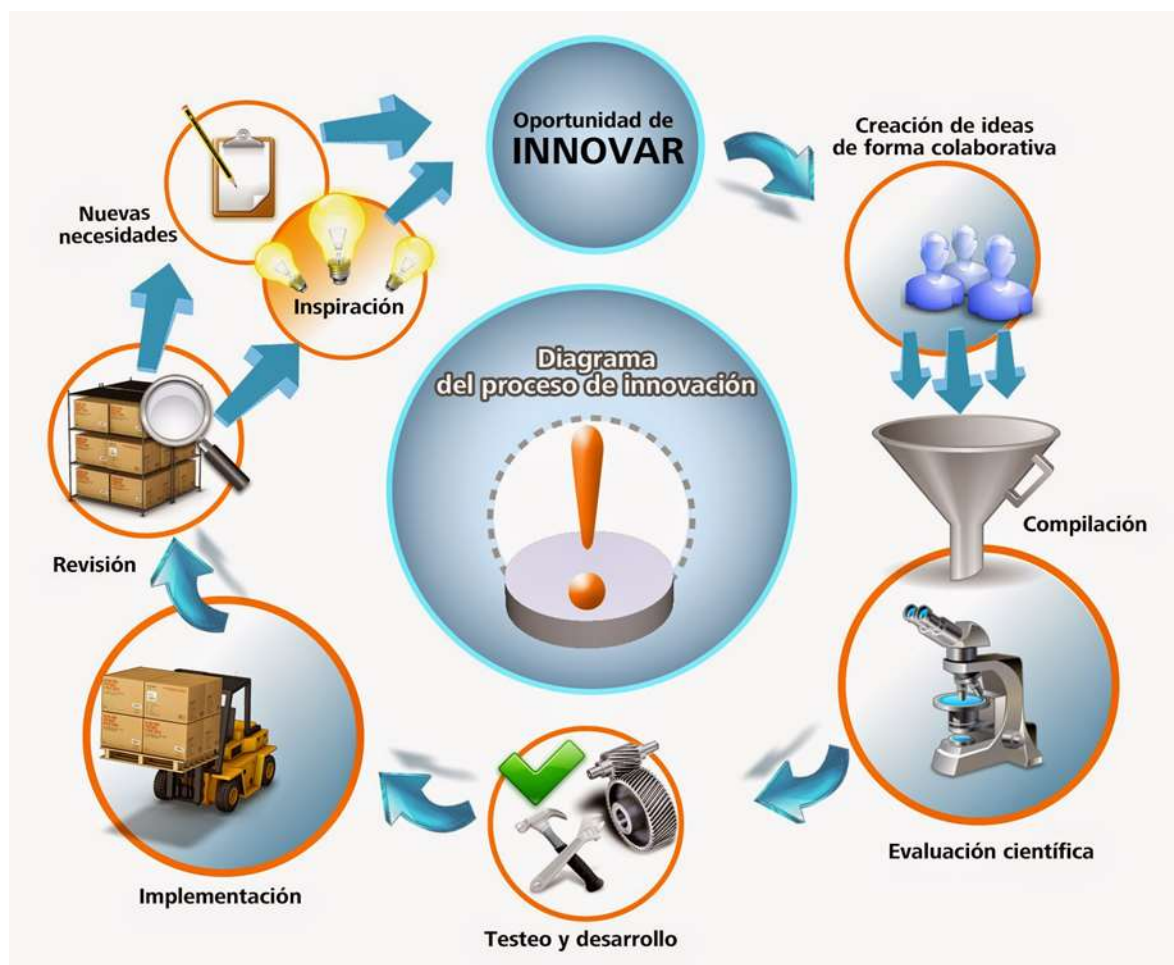 Oportunidad de
INNOVAR
Creación de ideas
de forma colaborativa
Nuevas
necesidades
Inspiración
Diagrama
del proceso de innovación
Compilación
Revisión
Evaluación científica
Implementación
Testeo y desarrollo